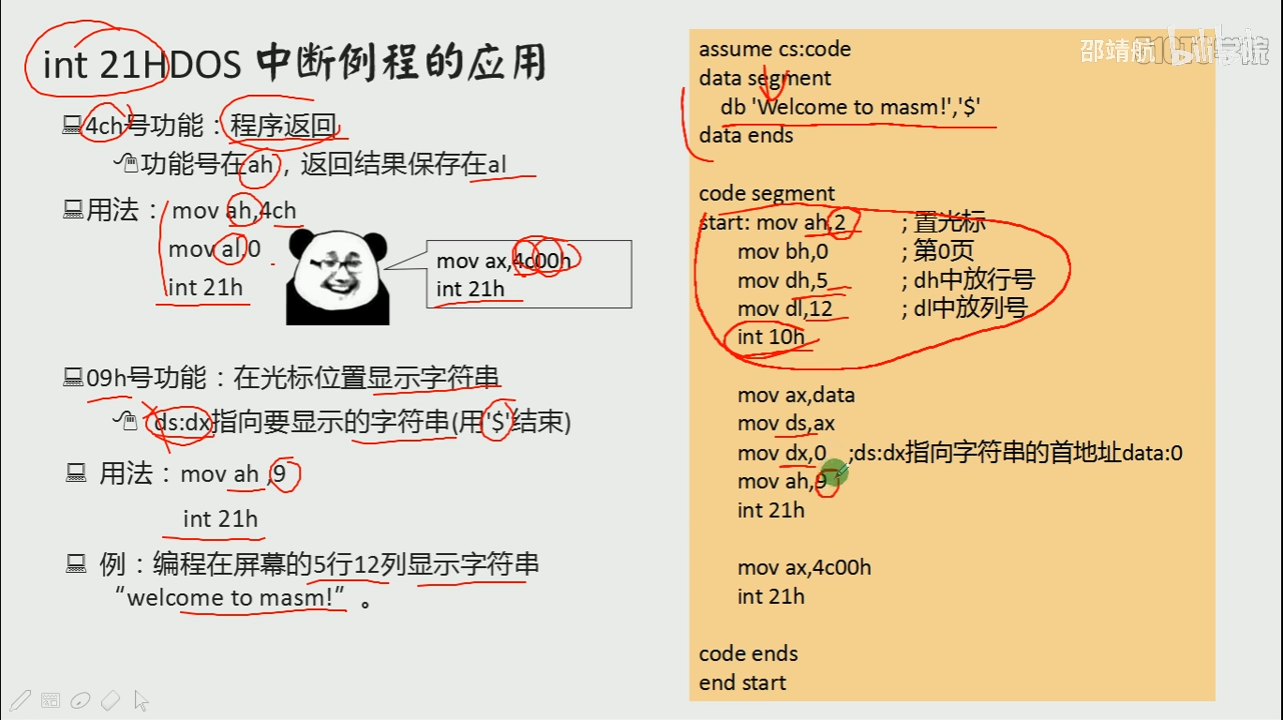 int 21HDOS 中断例程的应用
4ch号功能：程序返回
功能号在ah，返回结果保存在al
用法： mov ah,4ch
mov al,0
int 21h
mov ax,4c00h
int 21h
09h号功能：在光标位置显示字符串
ds:dx指向要显示的字符串(用'$'结束)
用法：mov ah ,9
int 21h
例：编程在屏幕的5行12列显示字符串
“welcome to masm!” 。
邵靖航
学院
assume cs:code
data segment
db 'Welcome to masm!','$'
data ends
code segment
start: mov ah,2 ; 置光标
mov bh,0 ; 第0页
mov dh,5 ; dh中放行号
mov dl,12 ; dl中放列号
int 10h
mov ax,data
mov ds,ax
mov dx,0 ;ds:dx指向字符串的首地址data:0
mov ah,9
int 21h
mov ax,4c00h
int 21h
code ends
end start